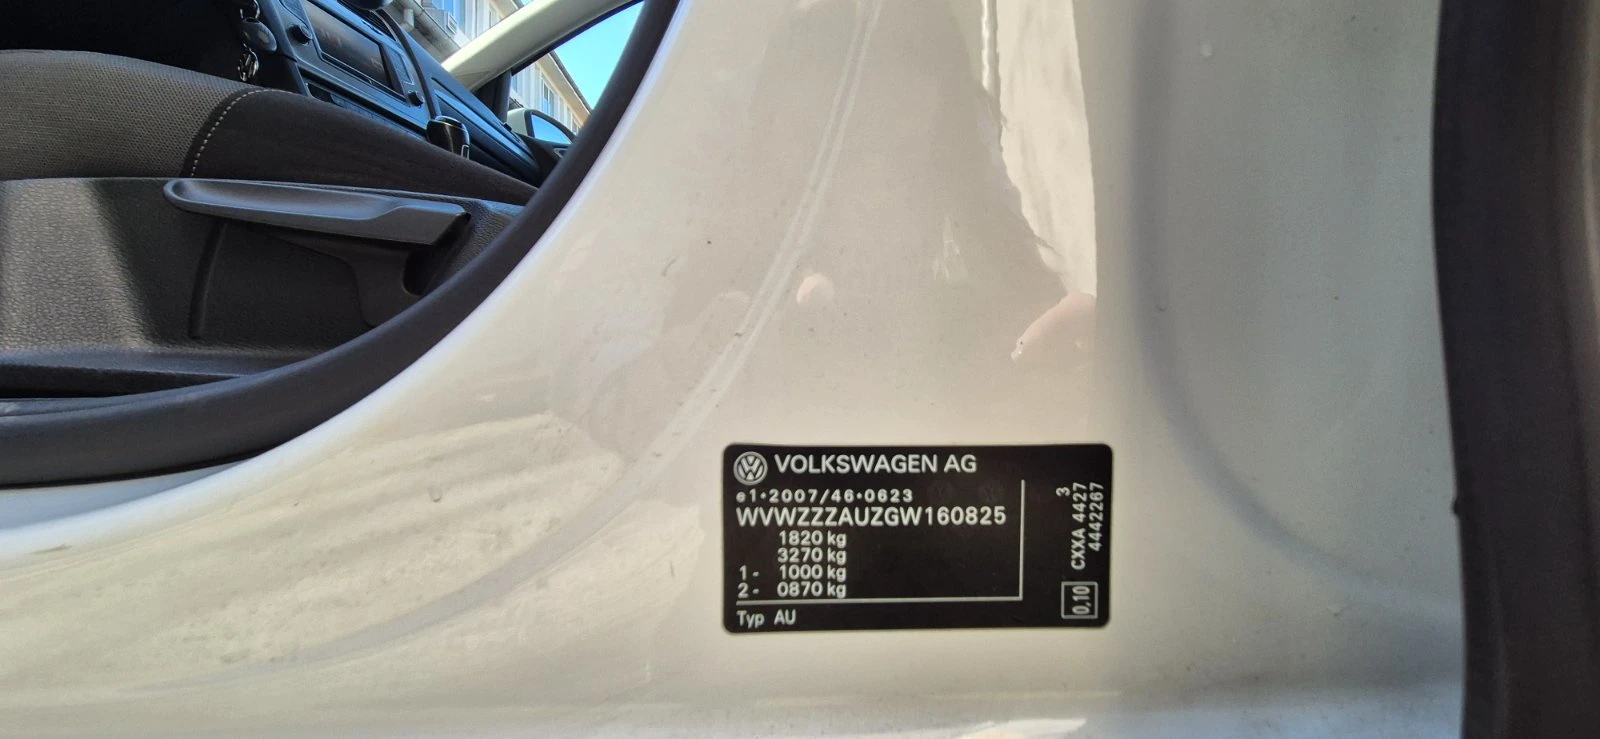 VOLKSWAGEN AG
e1*2007/46*0623
WVWZZZAUZGW160825
1820 kg
3270 kg
1- 1000 kg
2- 0870 kg
Typ AU
3
CXXA 4427
4442267
0,10